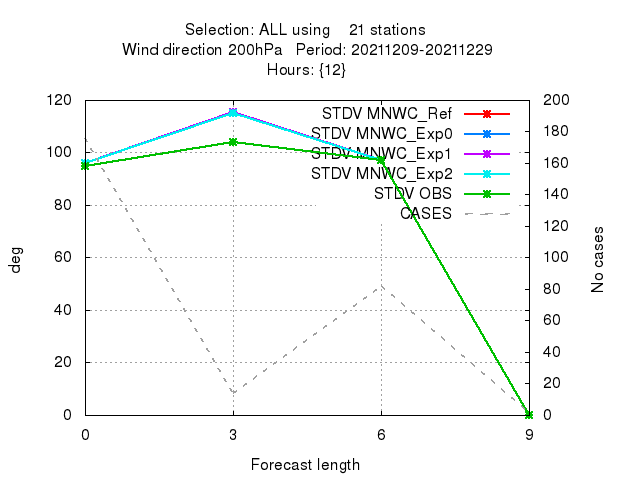 Selection: ALL using    21 stations
Wind direction 200hPa   Period: 20211209-20211229
Hours: {12}
120
100
80
60
40
20
0
deg
STDV MNWC_Ref
STDV MNWC_Exp0
STDV MNWC_Exp1
STDV MNWC_Exp2
STDV OBS
CASES
200
180
160
140
120
100
80
60
40
20
0
No cases
0 3 6 9
Forecast length